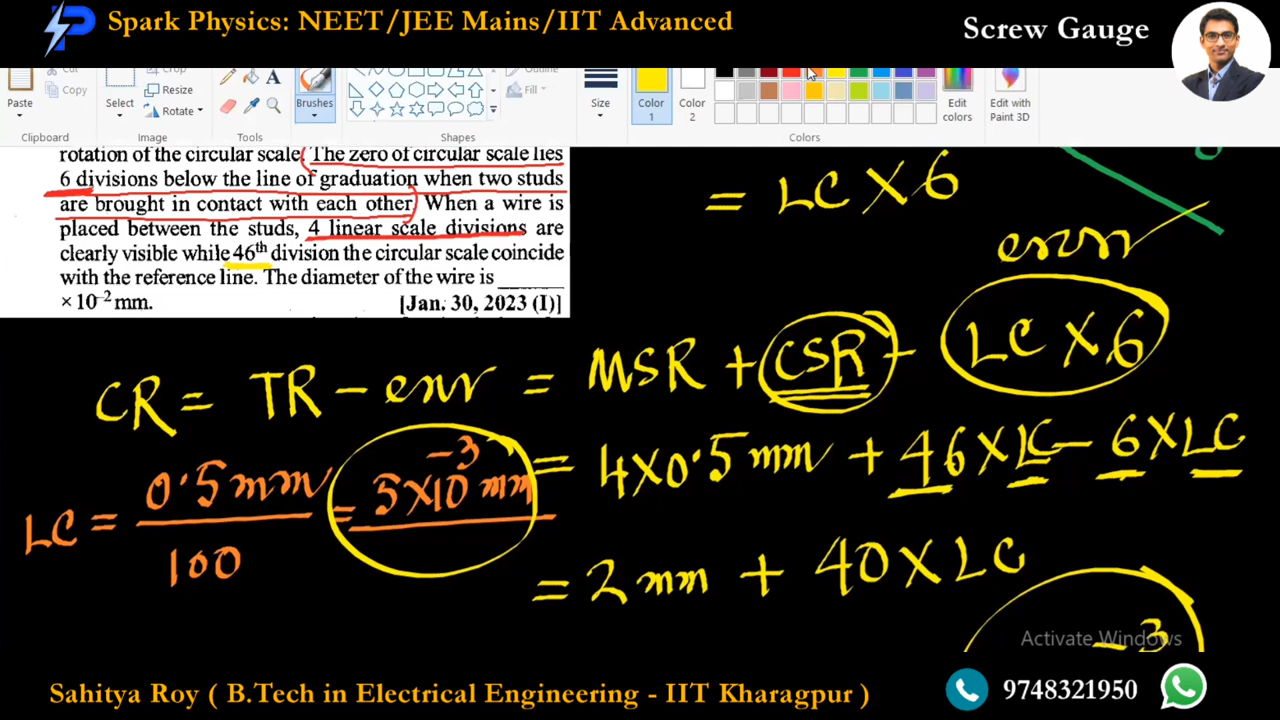 Spark Physics: NEET/JEE Mains/IIT Advanced
Screw Gauge
Cut
Copy
Paste
Crop
Resize
Select
Rotate
Brushes
Outline
Fill
Size
Color 1
Color 2
Edit colors
Edit with Paint 3D
Clipboard
Image
Tools
Shapes
Colors
rotation of the circular scale. The zero of circular scale lies
6 divisions below the line of graduation when two studs
are brought in contact with each other. When a wire is
placed between the studs, 4 linear scale divisions are
clearly visible while 46th division the circular scale coincide
with the reference line. The diameter of the wire is ______
× 10⁻² mm. [Jan. 30, 2023 (I)]
= LC × 6
error
CR = TR − error = MSR + CSR − LC × 6
= 4×0.5mm + 46×LC − 6×LC
LC = 0.5mm/100 = 5×10⁻³ mm
= 2mm + 40×LC
−3
Activate Windows
Sahitya Roy ( B.Tech in Electrical Engineering - IIT Kharagpur )
9748321950